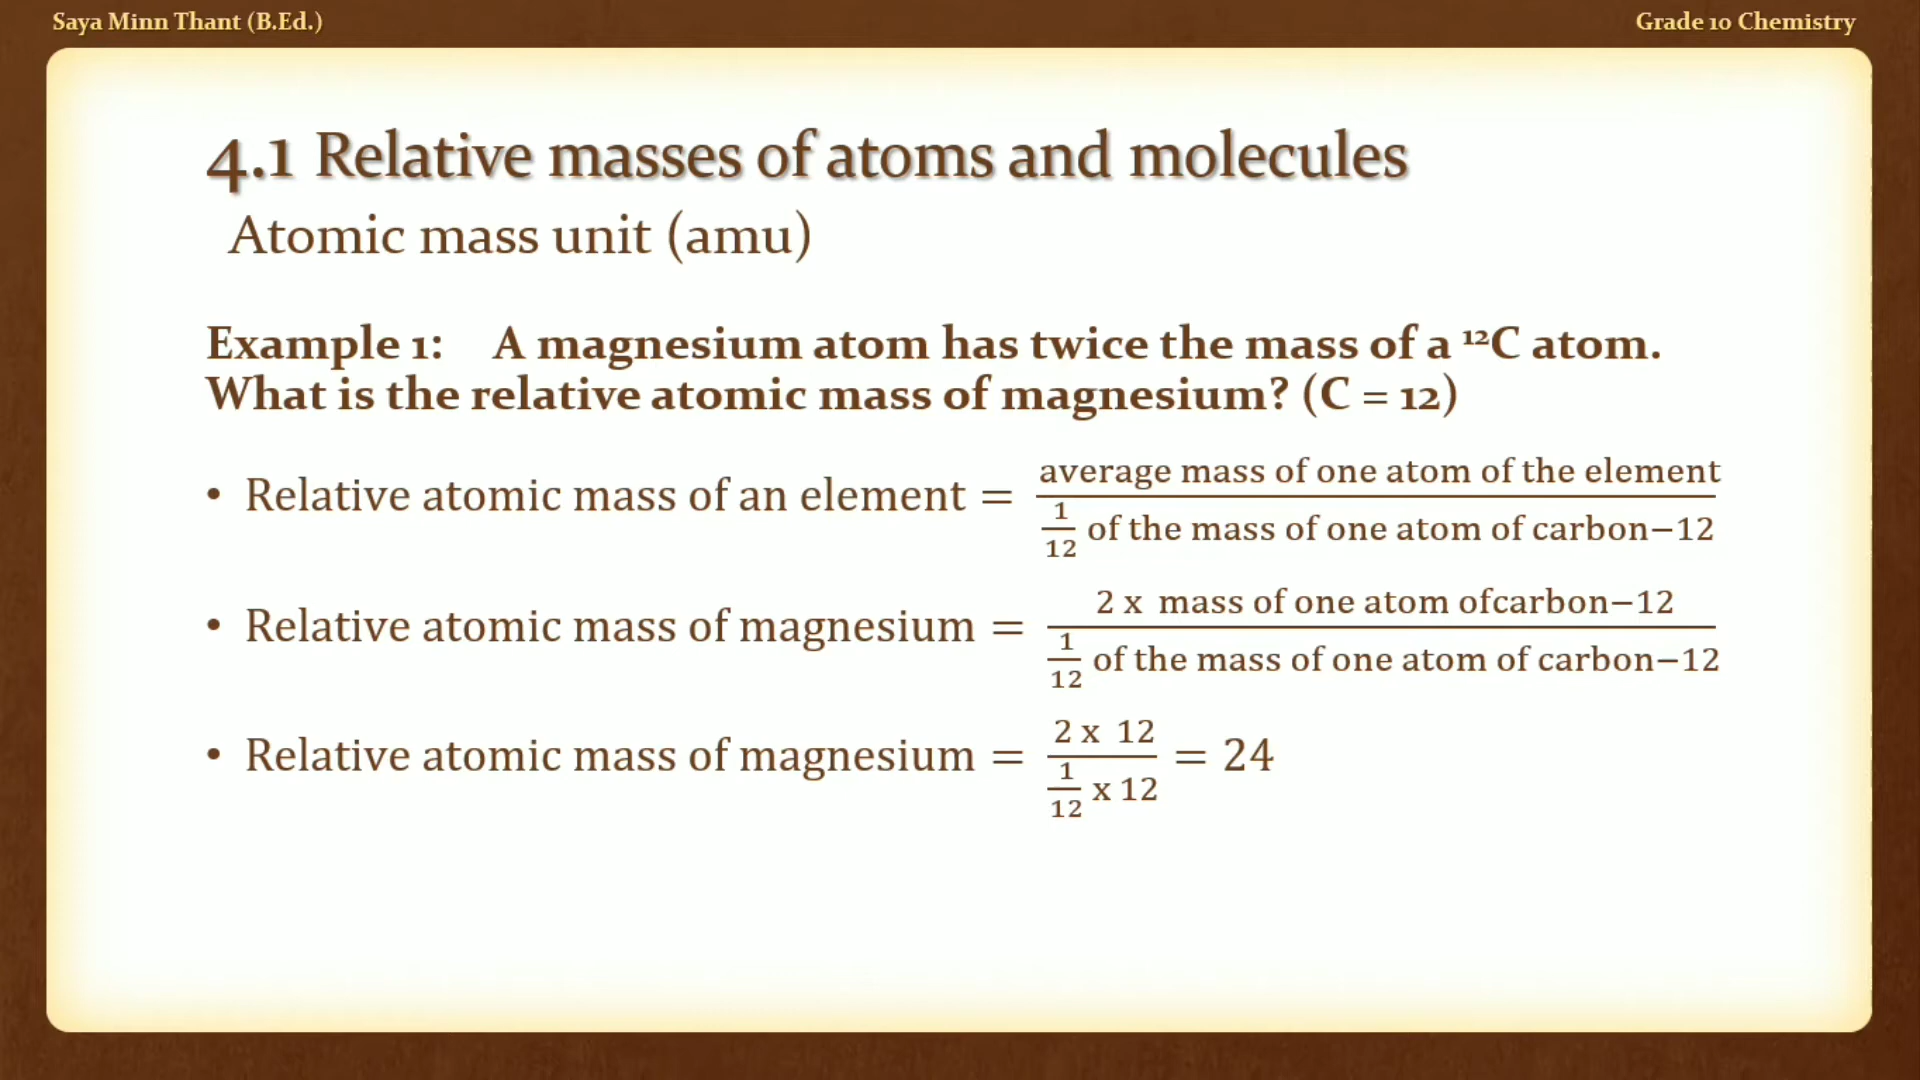 Saya Minn Thant (B.Ed.)
Grade 10 Chemistry
4.1 Relative masses of atoms and molecules
Atomic mass unit (amu)
Example 1: A magnesium atom has twice the mass of a ¹²C atom.
What is the relative atomic mass of magnesium? (C = 12)
• Relative atomic mass of an element = average mass of one atom of the element / 1/12 of the mass of one atom of carbon−12
• Relative atomic mass of magnesium = 2 x mass of one atom ofcarbon−12 / 1/12 of the mass of one atom of carbon−12
• Relative atomic mass of magnesium = 2 x 12 / 1/12 x 12 = 24